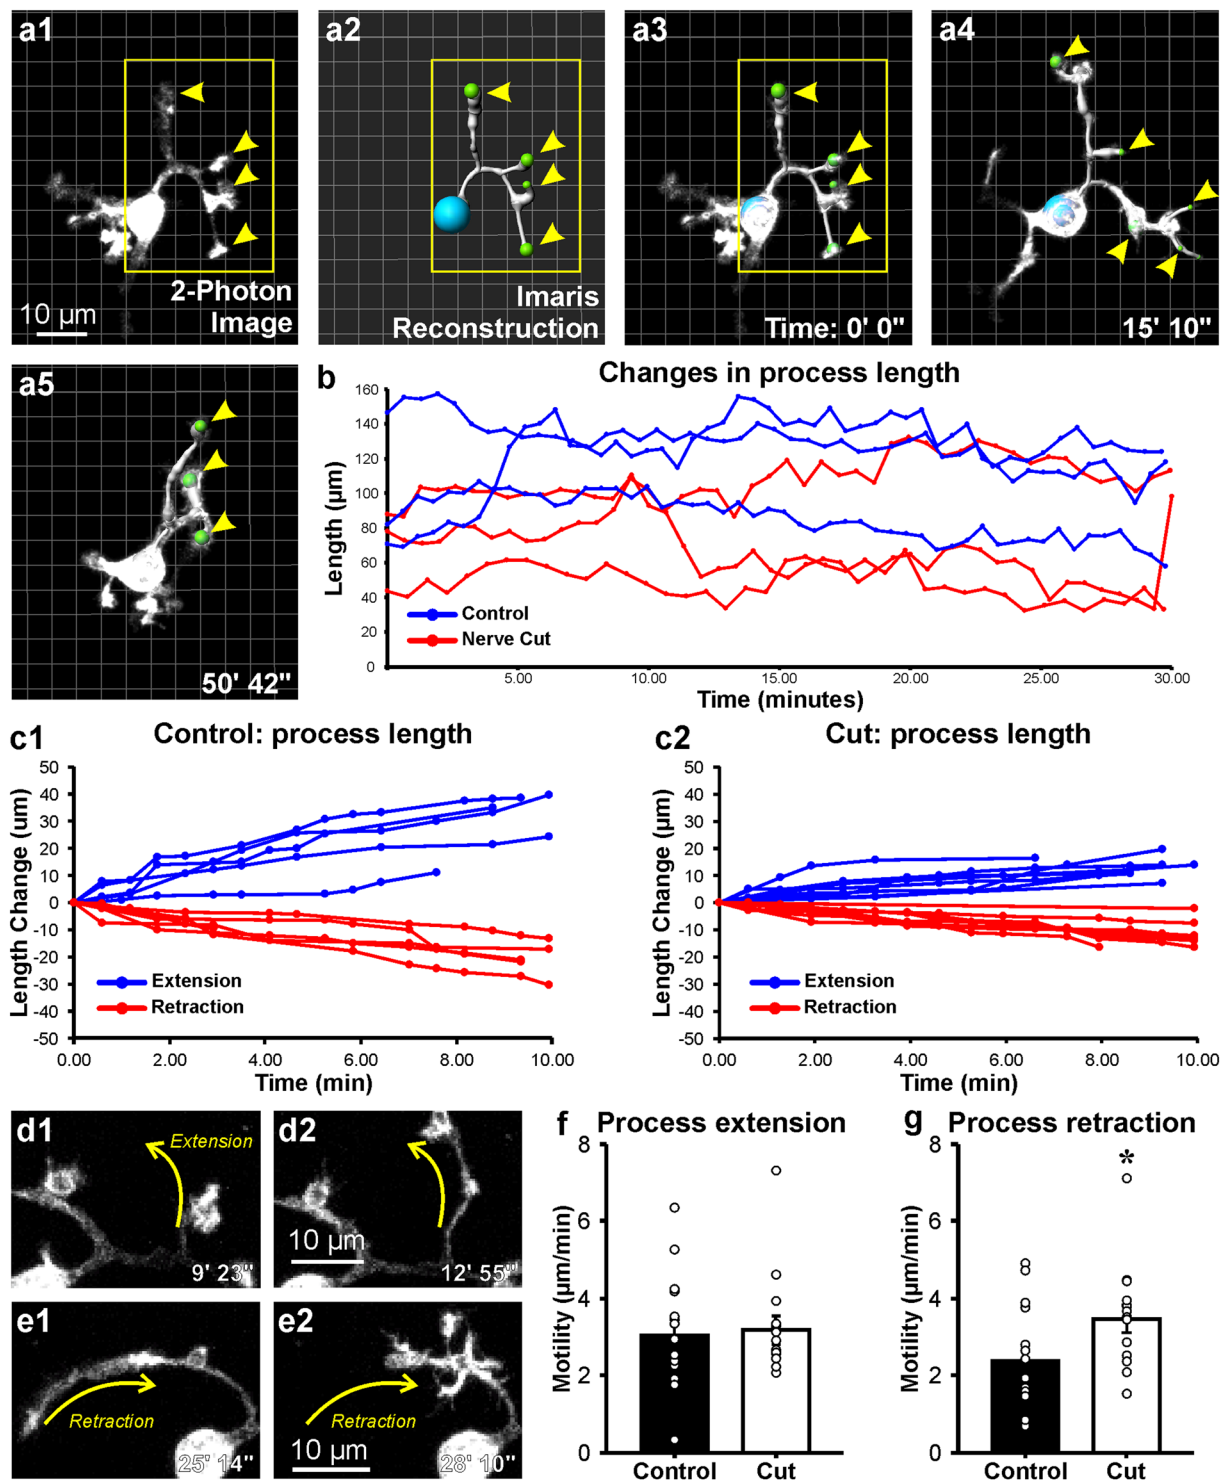 a1
2-Photon
Image
10 µm
a2
Imaris
Reconstruction
a3
Time: 0' 0"
a4
15' 10"
a5
50' 42"
b
Changes in process length
160
140
120
100
80
60
40
20
0
Length (µm)
Control
Nerve Cut
5.00 10.00 15.00 20.00 25.00 30.00
Time (minutes)
c1
Control: process length
50
40
30
20
10
0
-10
-20
-30
-40
-50
Length Change (um)
Extension
Retraction
0.00 2.00 4.00 6.00 8.00 10.00
Time (min)
c2
Cut: process length
50
40
30
20
10
0
-10
-20
-30
-40
-50
Length Change (µm)
Extension
Retraction
0.00 2.00 4.00 6.00 8.00 10.00
Time (min)
d1
Extension
9' 23"
d2
10 µm
12' 55"
e1
Retraction
25' 14"
e2
Retraction
10 µm
28' 10"
f
Process extension
8
6
4
2
0
Motility (µm/min)
Control Cut
g
Process retraction
8
6
4
2
0
Motility (µm/min)
*
Control Cut